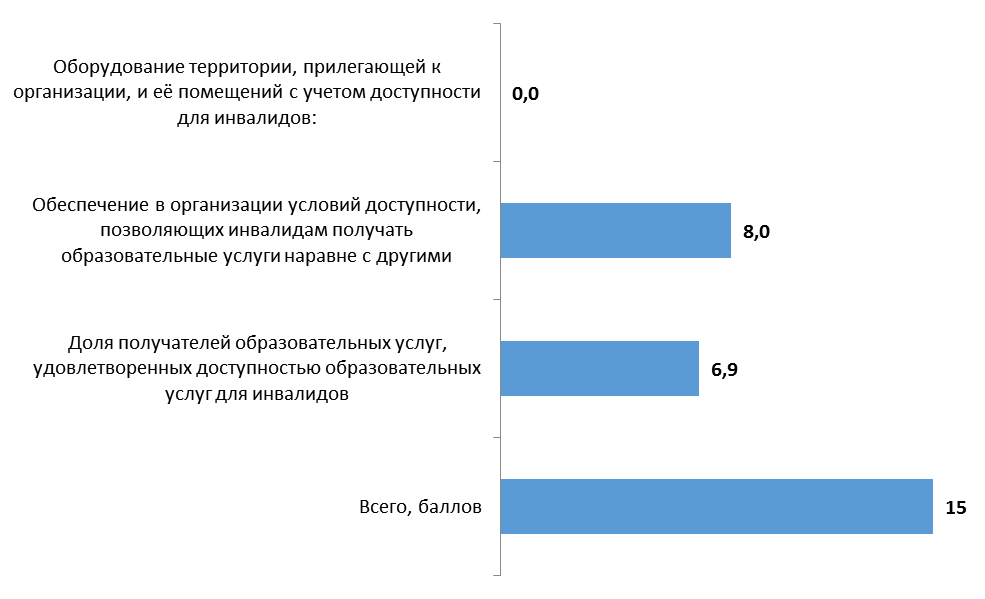 Оборудование территории, прилегающей к
организации, и её помещений с учетом доступности
для инвалидов:
0,0
Обеспечение в организации условий доступности,
позволяющих инвалидам получать
образовательные услуги наравне с другими
8,0
Доля получателей образовательных услуг,
удовлетворенных доступностью образовательных
услуг для инвалидов
6,9
Всего, баллов
15